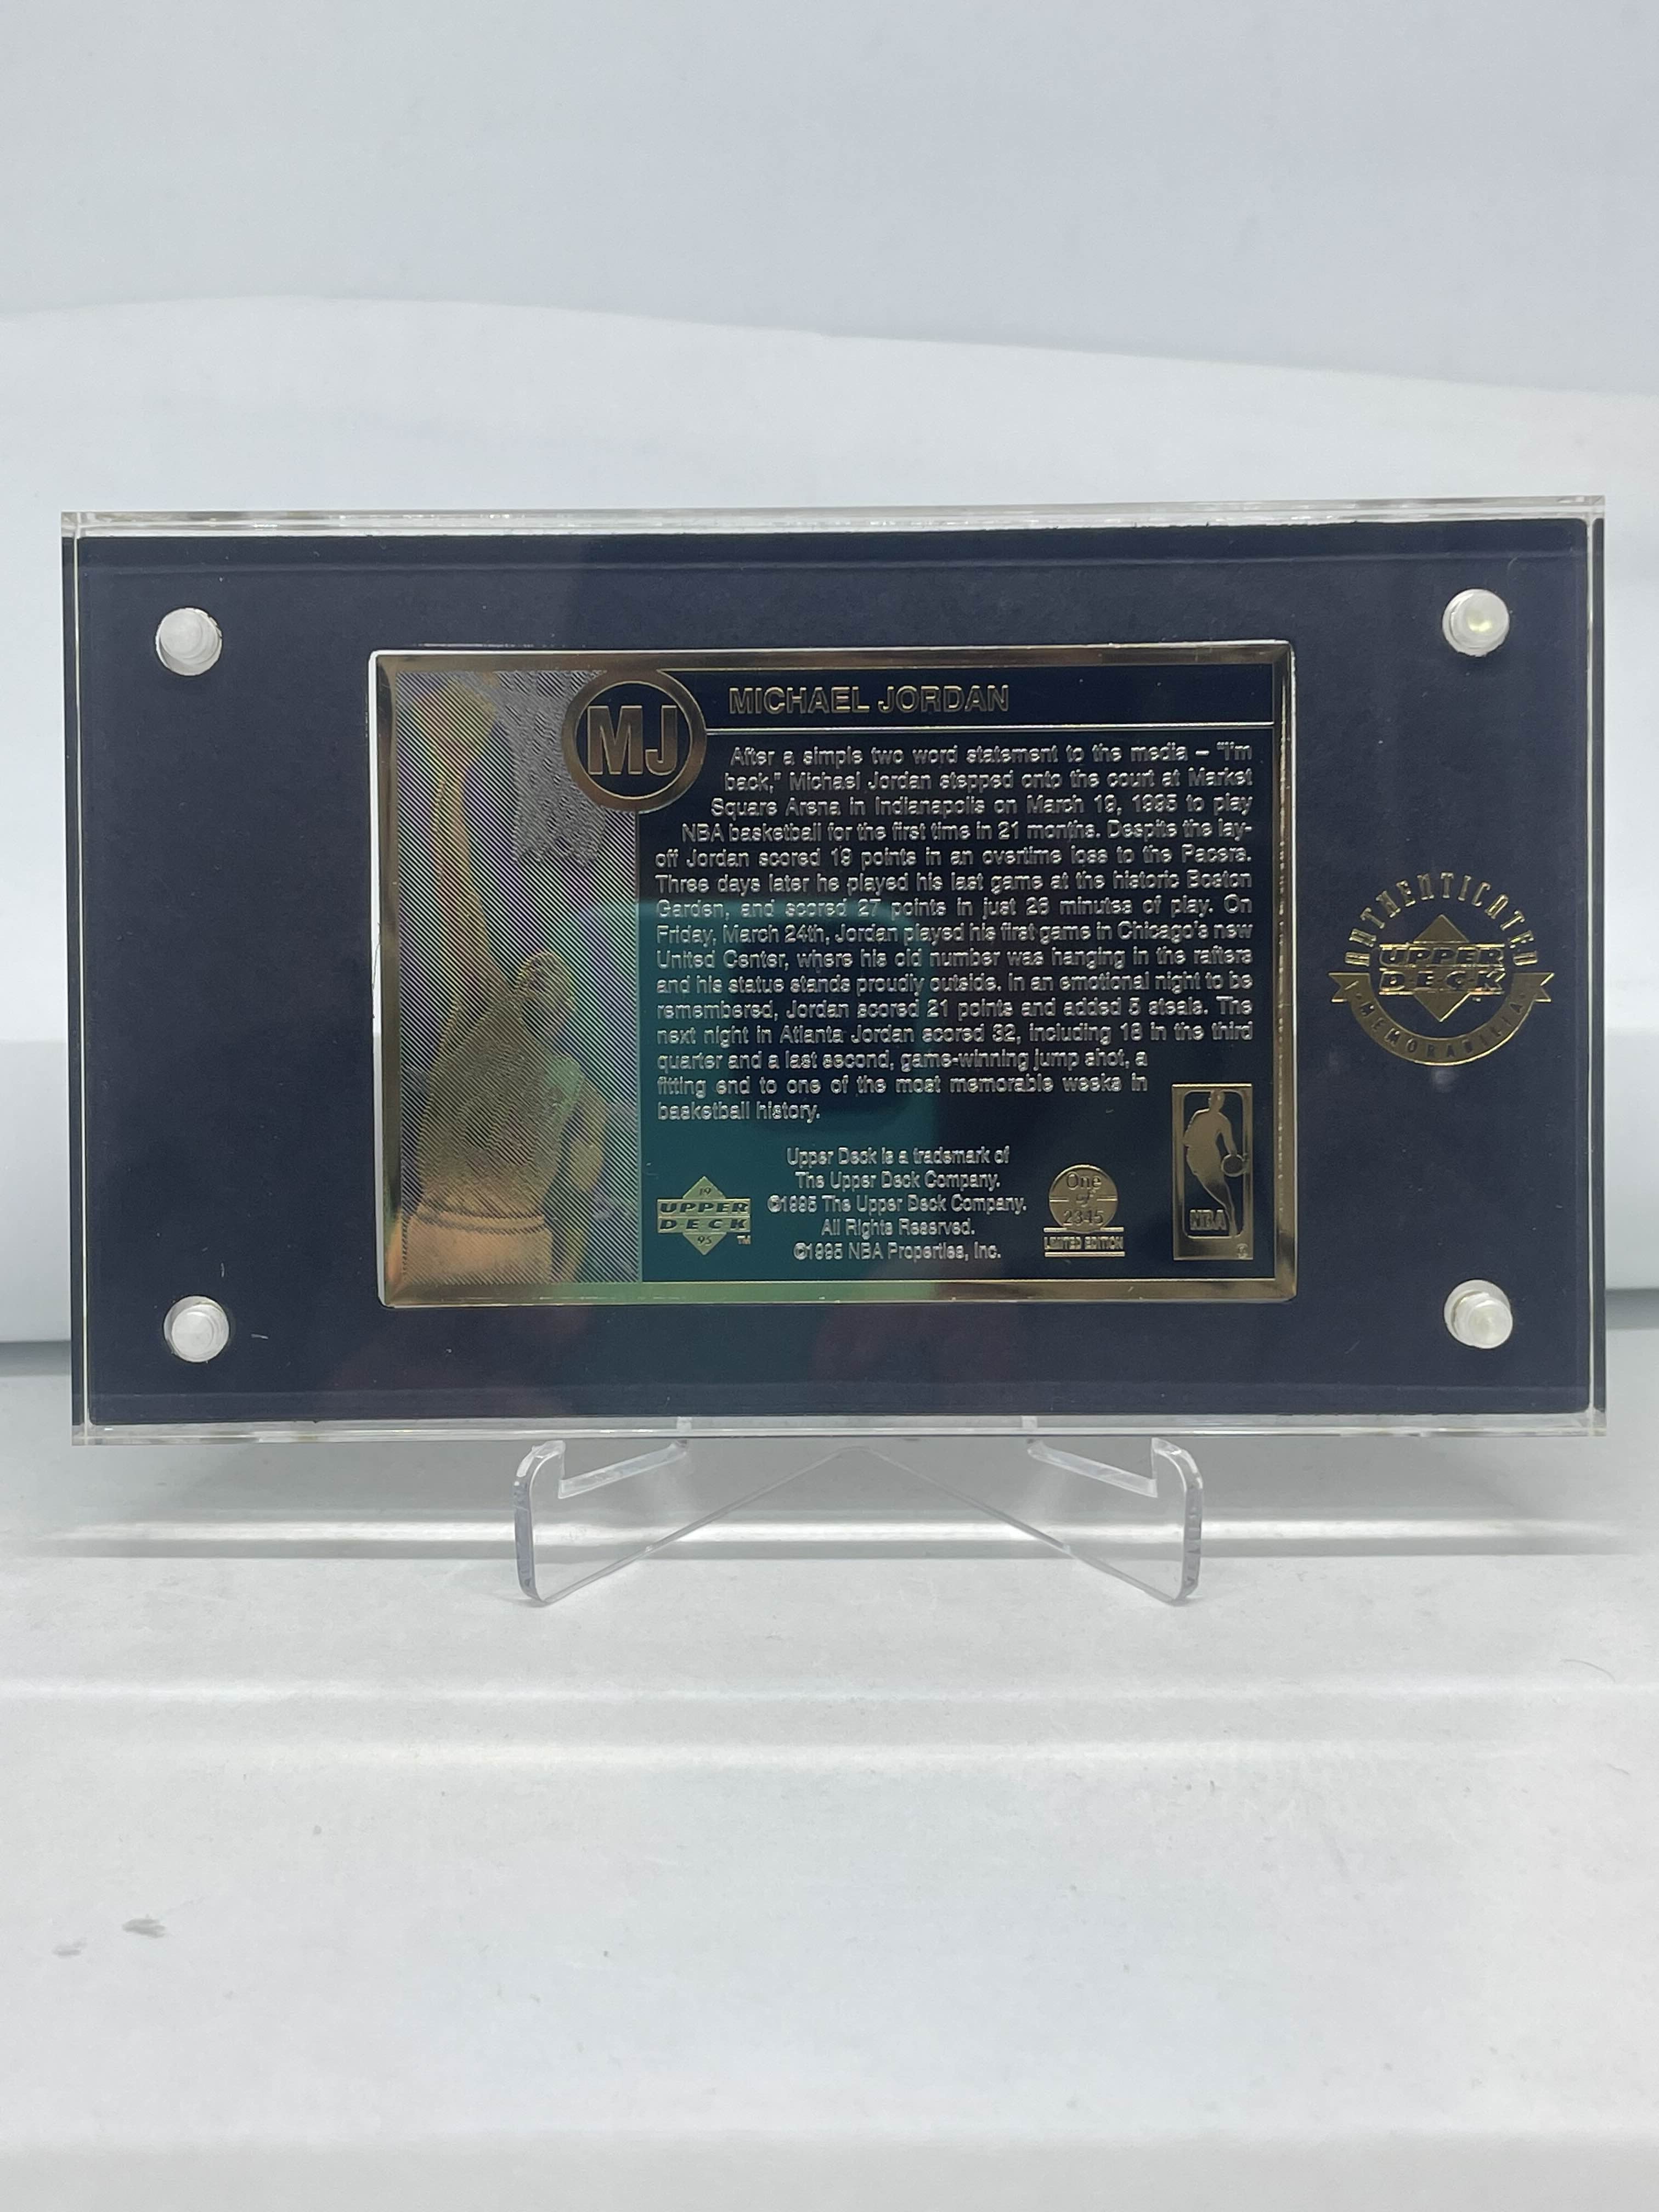 MJ
MICHAEL JORDAN
After a simple two word statement to the media – "I'm
back," Michael Jordan stepped onto the court at Market
Square Arena in Indianapolis on March 19, 1995 to play
NBA basketball for the first time in 21 months. Despite the lay-
off Jordan scored 19 points in an overtime loss to the Pacers.
Three days later he played his last game at the historic Boston
Garden, and scored 27 points in just 26 minutes of play. On
Friday, March 24th, Jordan played his first game in Chicago's new
United Center, where his old number was hanging in the rafters
and his statue stands proudly outside. In an emotional night to be
remembered, Jordan scored 21 points and added 5 steals. The
next night in Atlanta Jordan scored 32, including 18 in the third
quarter and a last second, game-winning jump shot, a
fitting end to one of the most memorable weeks in
basketball history.
Upper Deck is a trademark of
The Upper Deck Company.
©1995 The Upper Deck Company.
All Rights Reserved.
©1995 NBA Properties, Inc.
19
UPPER
DECK
95
TM
One
of
2345
LIMITED EDITION
NBA
®
AUTHENTICATED
UPPER
DECK
MEMORABILIA